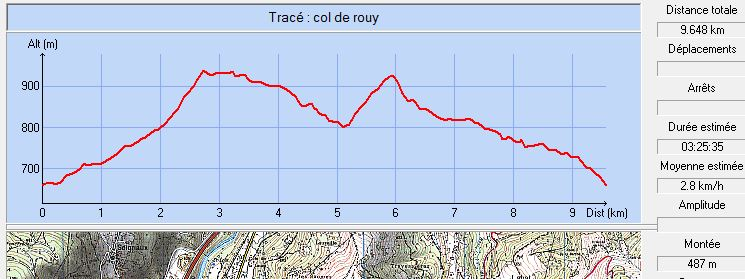 Tracé : col de rouy
Alt (m)
900
800
700
0 1 2 3 4 5 6 7 8 9 Dist (km)
Distance totale
9.648 km
Déplacements
Arrêts
Durée estimée
03:25:35
Moyenne estimée
2.8 km/h
Amplitude
Montée
487 m